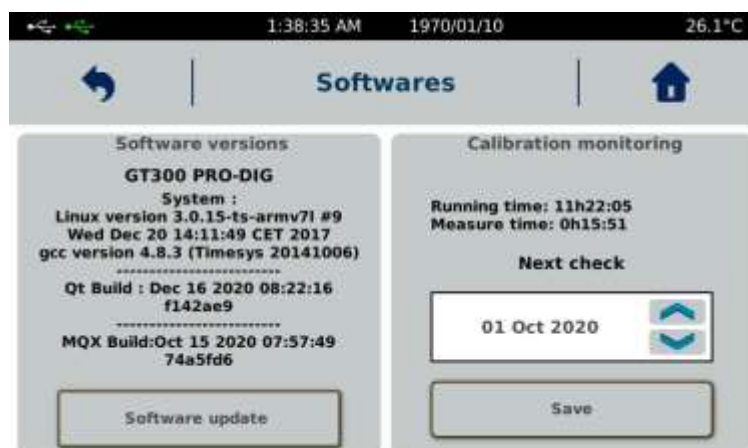 1:38:35 AM 1970/01/10 26.1°C
Softwares
Software versions
GT300 PRO-DIG
System :
Linux version 3.0.15-ts-armv7l #9
Wed Dec 20 14:11:49 CET 2017
gcc version 4.8.3 (Timesys 20141006)
--------------------------
Qt Build : Dec 16 2020 08:22:16
f142ae9
--------------------------
MQX Build:Oct 15 2020 07:57:49
74a5fd6
Software update
Calibration monitoring
Running time: 11h22:05
Measure time: 0h15:51
Next check
01 Oct 2020
Save